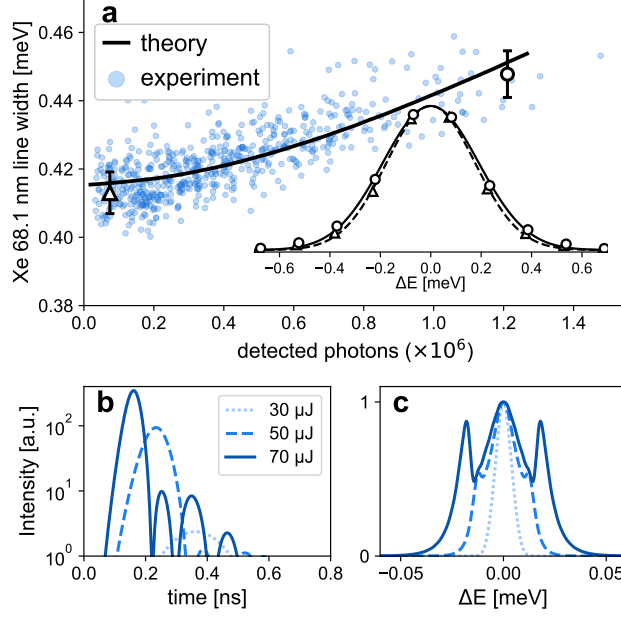 a
Xe 68.1 nm line width [meV]
0.46
0.44
0.42
0.40
0.38
theory
experiment
−0.6 −0.4 −0.2 0.0 0.2 0.4 0.6
ΔE [meV]
0.0 0.2 0.4 0.6 0.8 1.0 1.2 1.4
detected photons (×10⁶)
b
Intensity [a.u.]
10²
10¹
10⁰
30 μJ
50 μJ
70 μJ
0.0 0.2 0.4 0.6 0.8
time [ns]
c
1
0
−0.05 0.00 0.05
ΔE [meV]